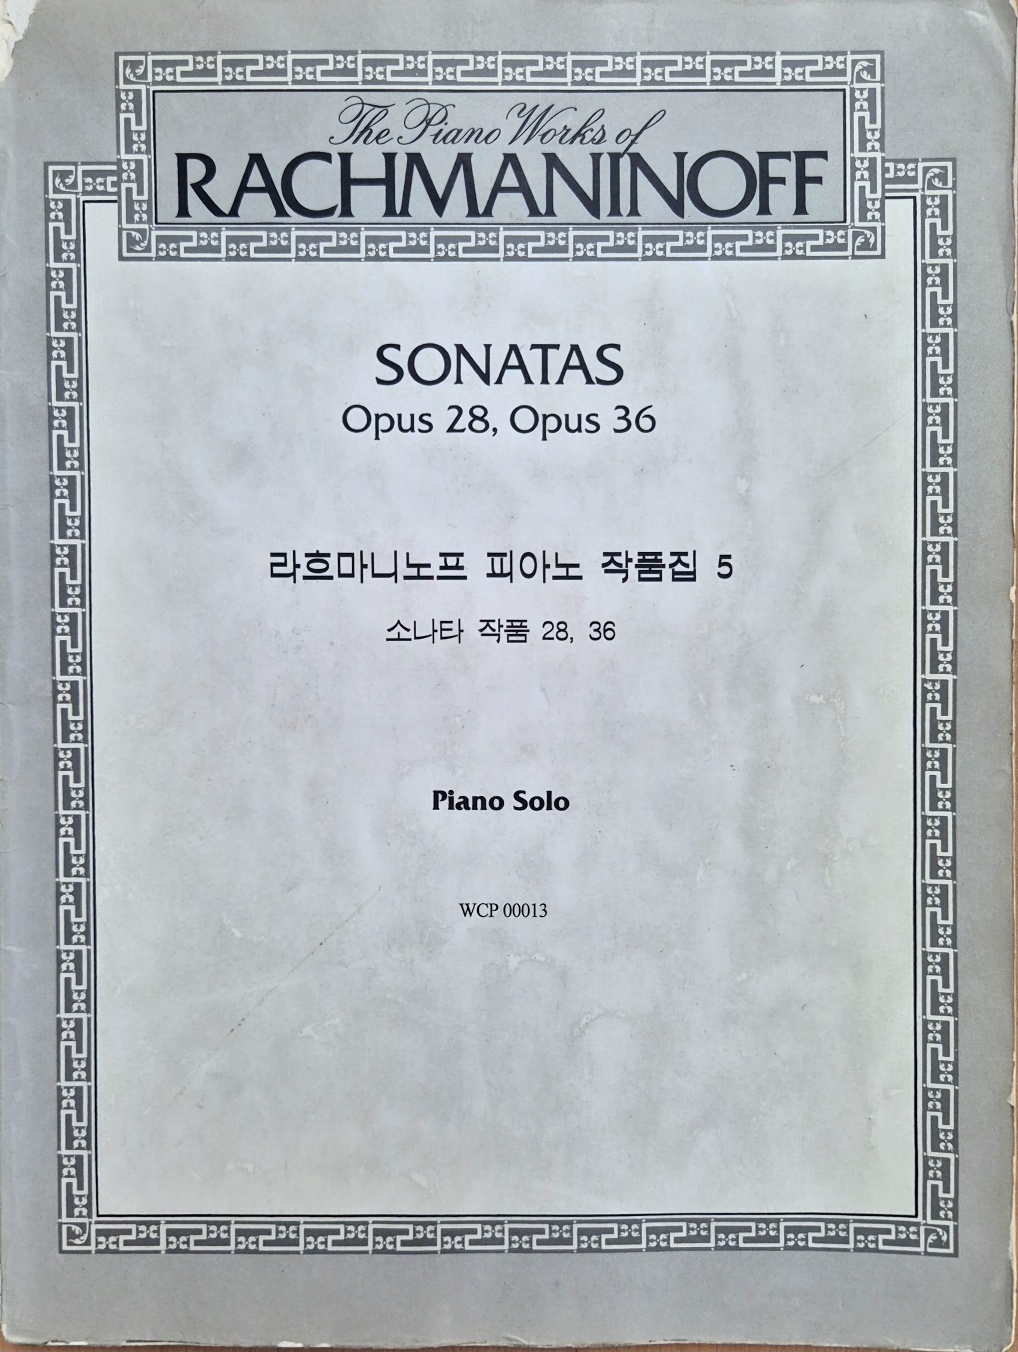 The Piano Works of
RACHMANINOFF
SONATAS
Opus 28, Opus 36
라흐마니노프 피아노 작품집 5
소나타 작품 28, 36
Piano Solo
WCP 00013